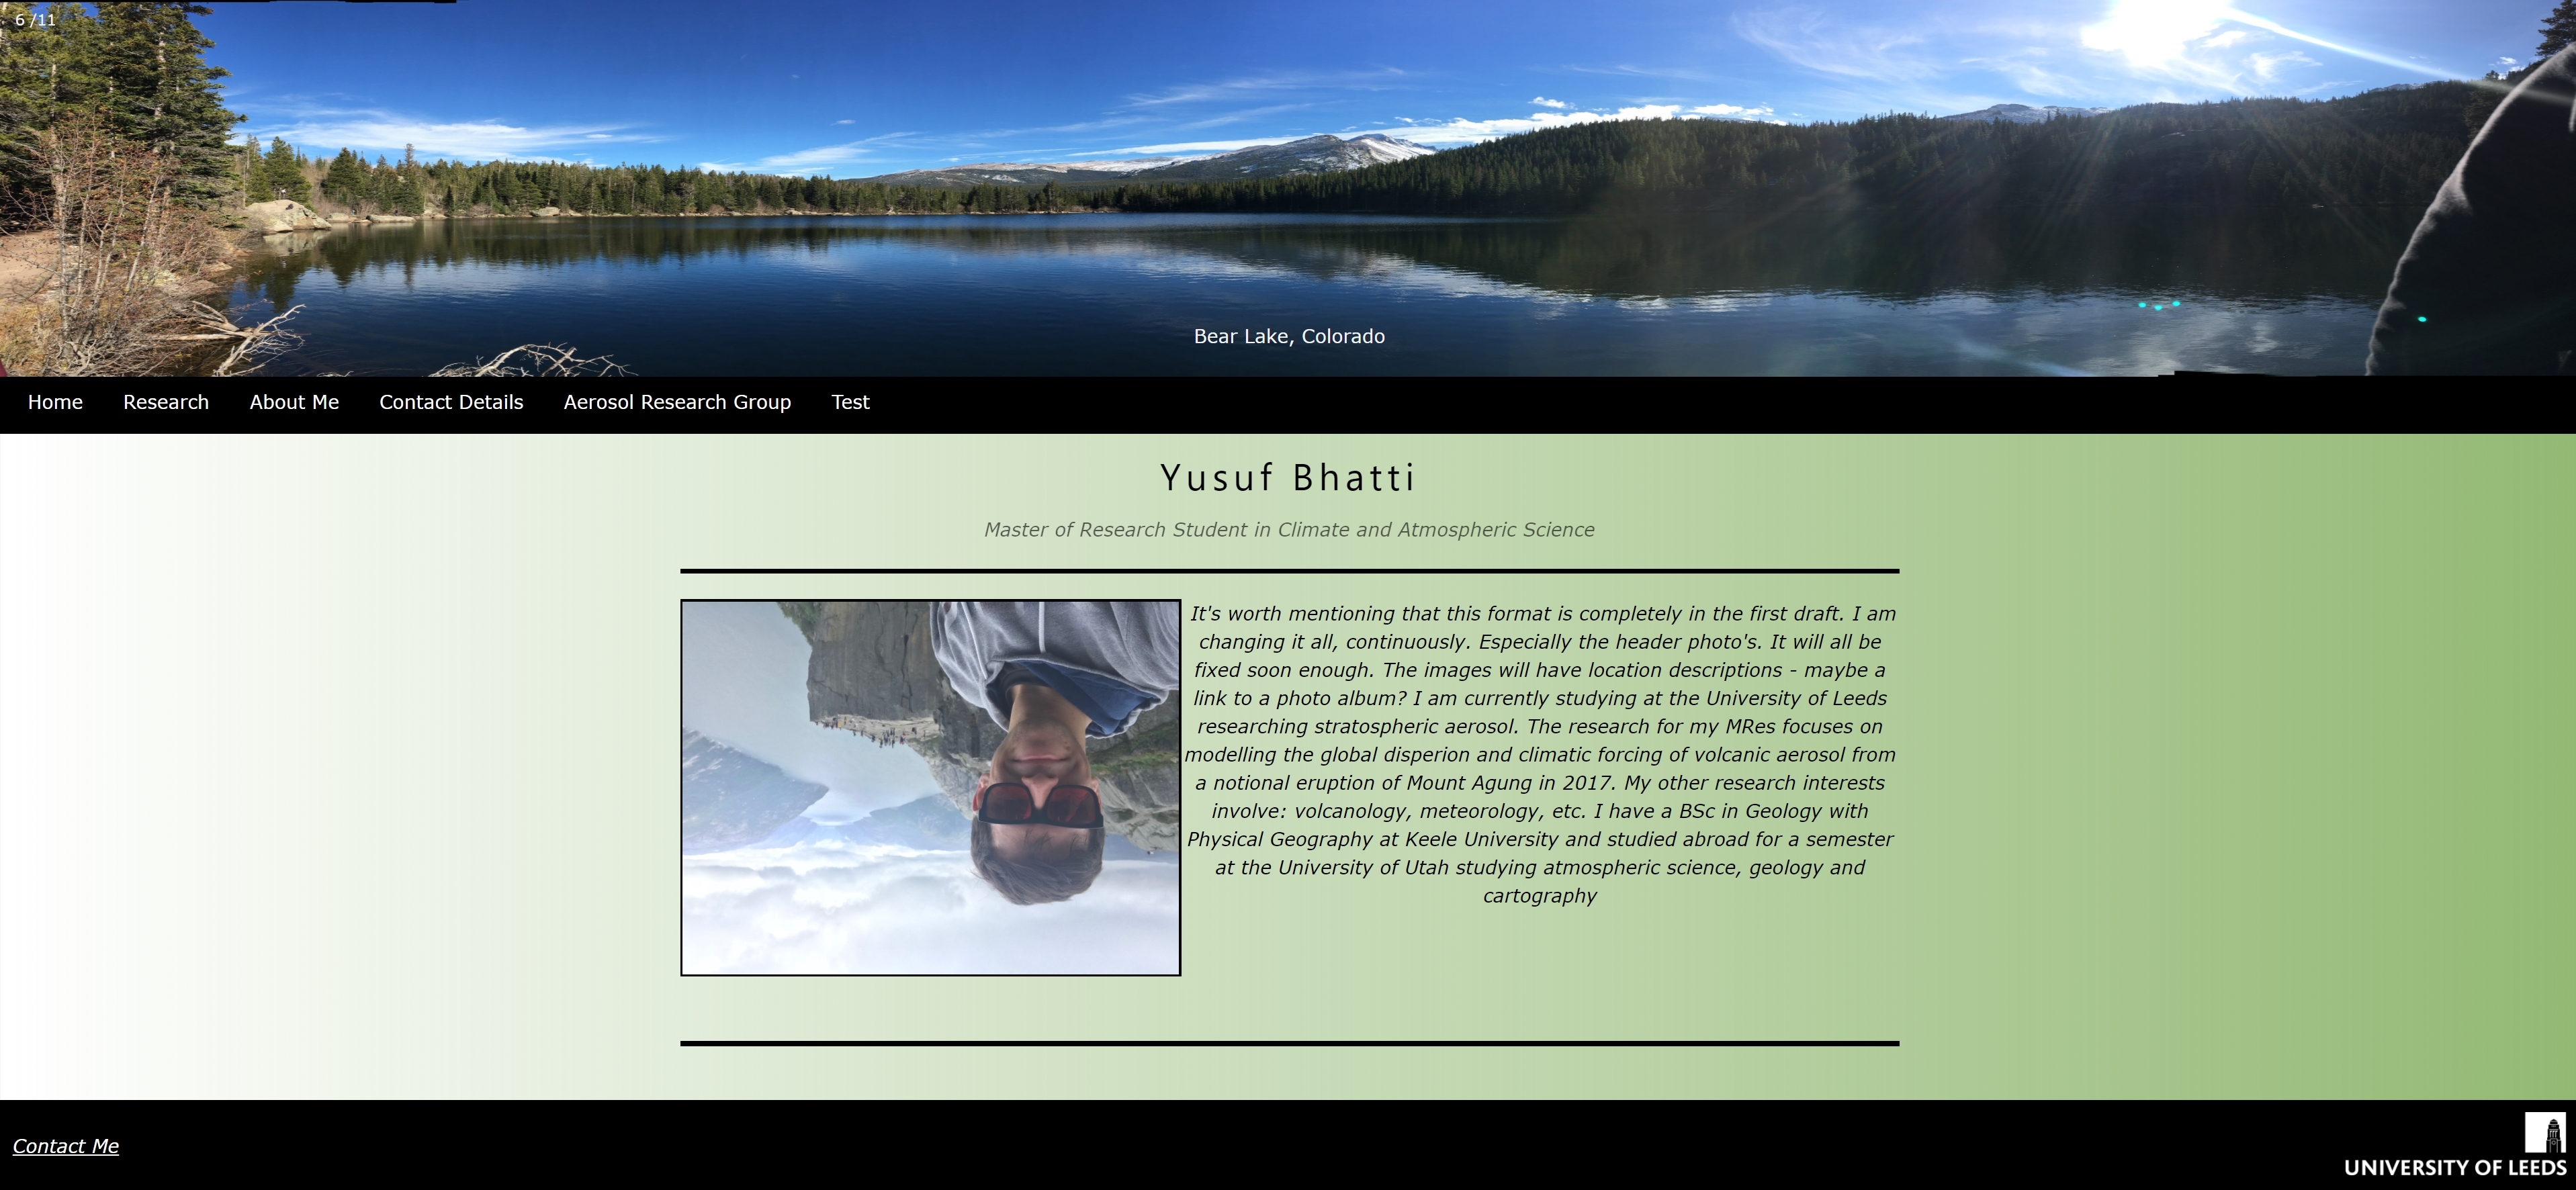 6 /11
Bear Lake, Colorado
Home Research About Me Contact Details Aerosol Research Group Test
Yusuf Bhatti
Master of Research Student in Climate and Atmospheric Science
It's worth mentioning that this format is completely in the first draft. I am
changing it all, continuously. Especially the header photo's. It will all be
fixed soon enough. The images will have location descriptions - maybe a
link to a photo album? I am currently studying at the University of Leeds
researching stratospheric aerosol. The research for my MRes focuses on
modelling the global disperion and climatic forcing of volcanic aerosol from
a notional eruption of Mount Agung in 2017. My other research interests
involve: volcanology, meteorology, etc. I have a BSc in Geology with
Physical Geography at Keele University and studied abroad for a semester
at the University of Utah studying atmospheric science, geology and
cartography
Contact Me
UNIVERSITY OF LEEDS